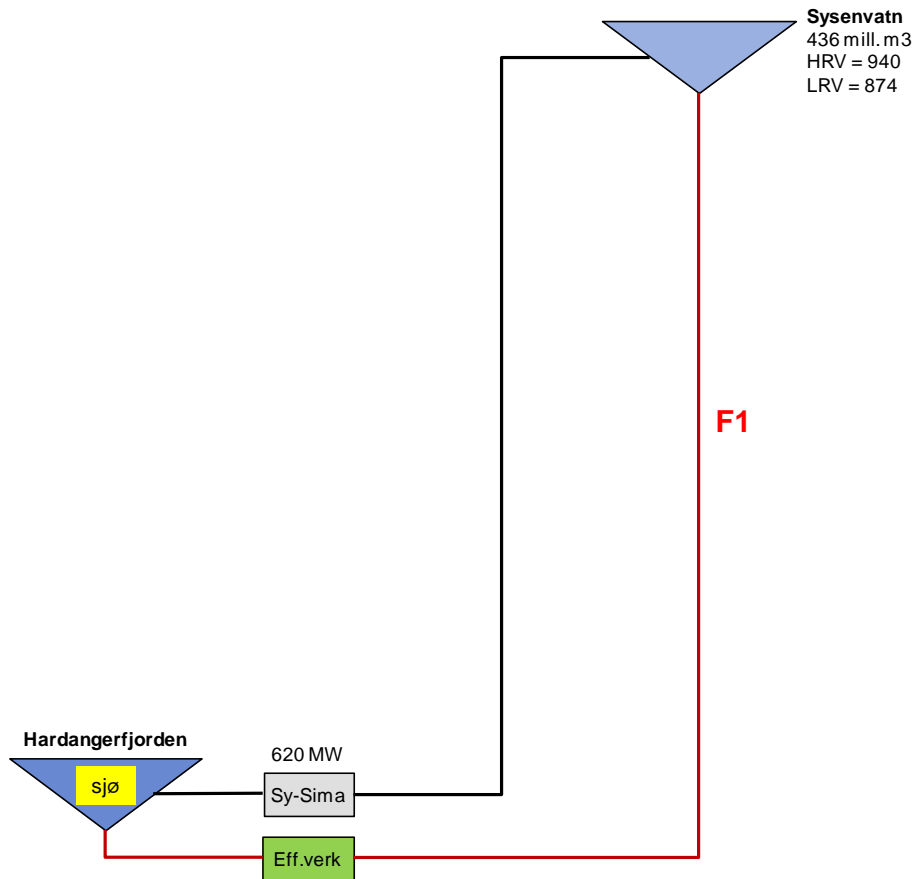 Sysenvatn
436 mill. m3
HRV = 940
LRV = 874
F1
Hardangerfjorden
sjø
620 MW
Sy-Sima
Eff.verk